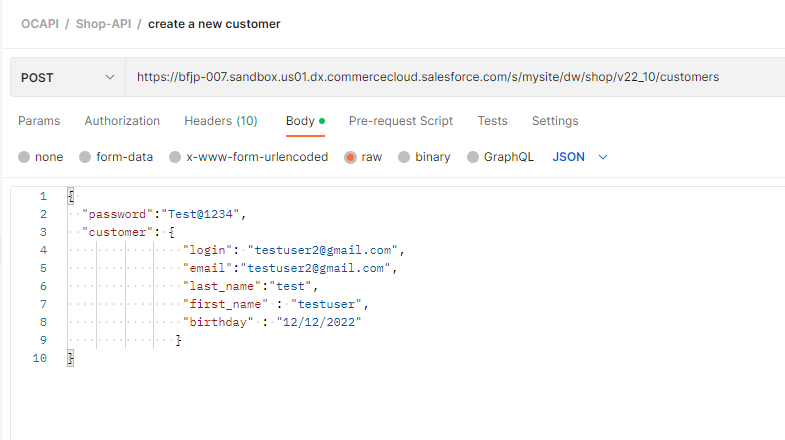 OCAPI / Shop-API / create a new customer
POST https://bfjp-007.sandbox.us01.dx.commercecloud.salesforce.com/s/mysite/dw/shop/v22_10/customers
Params Authorization Headers (10) Body Pre-request Script Tests Settings
none form-data x-www-form-urlencoded raw binary GraphQL JSON
1 {
2 "password":"Test@1234",
3 "customer": {
4 "login": "testuser2@gmail.com",
5 "email":"testuser2@gmail.com",
6 "last_name":"test",
7 "first_name" : "testuser",
8 "birthday" : "12/12/2022"
9 }
10 }